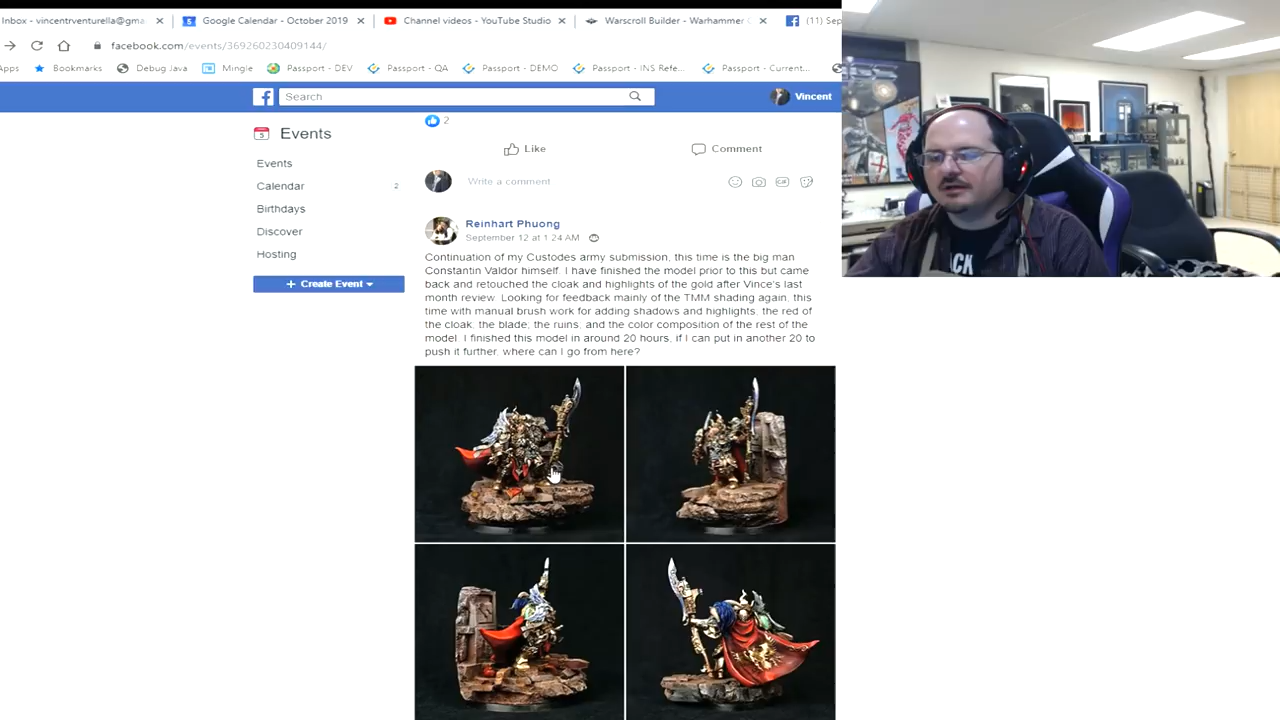 Inbox - vincentrventurella@gma
Google Calendar - October 2019
Channel videos - YouTube Studio
Warscroll Builder - Warhammer
(11) Sep
facebook.com/events/369260230409144/
Apps
Bookmarks
Debug Java
Mingle
Passport - DEV
Passport - QA
Passport - DEMO
Passport - INS Refe...
Passport - Current...
Search
Vincent
5
Events
2
Events
Like
Comment
Calendar
2
Write a comment
GIF
Birthdays
Discover
Hosting
+ Create Event
Reinhart Phuong
September 12 at 1:24 AM
Continuation of my Custodes army submission, this time is the big man
Constantin Valdor himself. I have finished the model prior to this but came
back and retouched the cloak and highlights of the gold after Vince's last
month review. Looking for feedback mainly of the TMM shading again, this
time with manual brush work for adding shadows and highlights, the red of
the cloak, the blade; the ruins, and the color composition of the rest of the
model. I finished this model in around 20 hours, if I can put in another 20 to
push it further, where can I go from here?